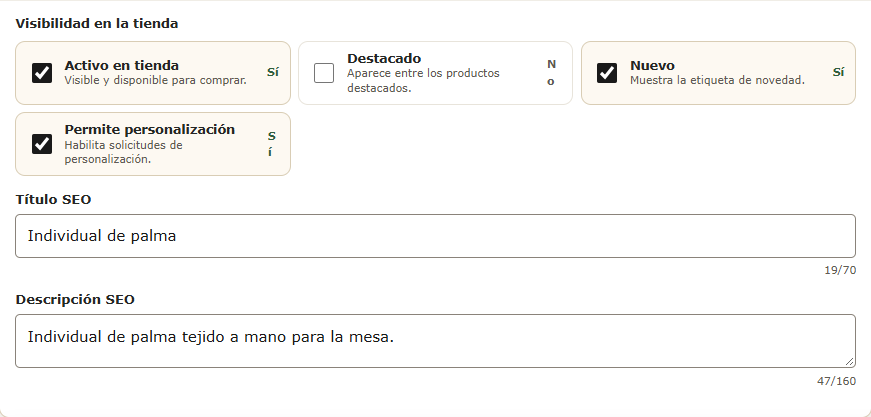 Visibilidad en la tienda
Activo en tienda
Visible y disponible para comprar.
Sí
Destacado
Aparece entre los productos
destacados.
N
o
Nuevo
Muestra la etiqueta de novedad.
Sí
Permite personalización
Habilita solicitudes de
personalización.
S
í
Título SEO
Individual de palma
19/70
Descripción SEO
Individual de palma tejido a mano para la mesa.
47/160